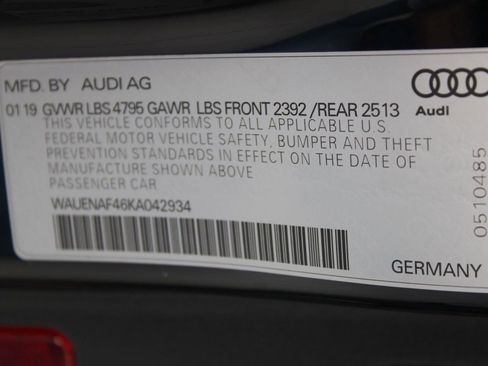 MFD. BY AUDI AG
01 19 GVWR LBS 4795 GAWR LBS FRONT 2392 /REAR 2513
THIS VEHICLE CONFORMS TO ALL APPLICABLE U.S.
FEDERAL MOTOR VEHICLE SAFETY, BUMPER AND THEFT
PREVENTION STANDARDS IN EFFECT ON THE DATE OF
MANUFACTURE SHOWN ABOVE
PASSENGER CAR
WAUENAF46KA042934
Audi
0510485
GERMANY